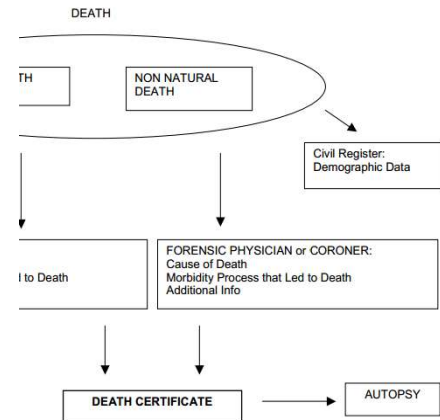 DEATH
TH
NON NATURAL
DEATH
Civil Register:
Demographic Data
FORENSIC PHYSICIAN or CORONER:
Cause of Death
Morbidity Process that Led to Death
Additional Info
d to Death
DEATH CERTIFICATE
AUTOPSY